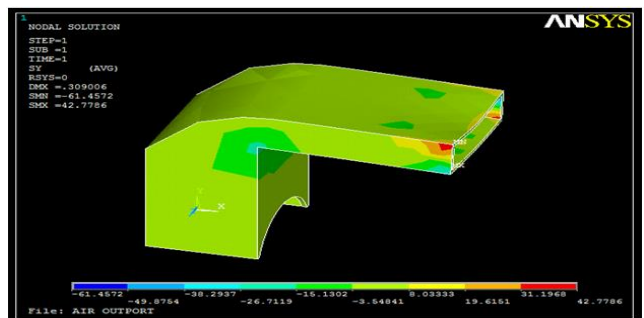 1
NODAL SOLUTION
ANSYS
STEP=1
SUB =1
TIME=1
SY (AVG)
RSYS=0
DMX =.309006
SMN =-61.4572
SMX =42.7786
MN
MX
Y
X
-61.4572 -38.2937 -15.1302 8.03333 31.1968
-49.8754 -26.7119 -3.54841 19.6151 42.7786
File: AIR OUTPORT